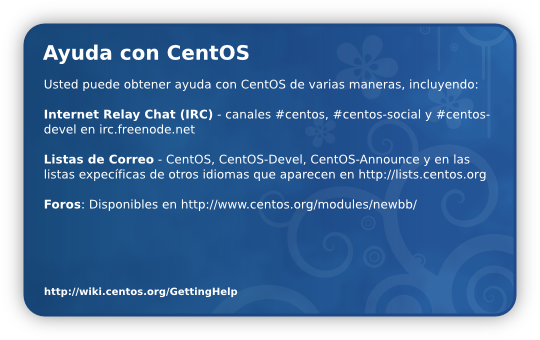 Ayuda con CentOS
Usted puede obtener ayuda con CentOS de varias maneras, incluyendo:
Internet Relay Chat (IRC) - canales #centos, #centos-social y #centos-
devel en irc.freenode.net
Listas de Correo - CentOS, CentOS-Devel, CentOS-Announce y en las
listas expecíficas de otros idiomas que aparecen en http://lists.centos.org
Foros: Disponibles en http://www.centos.org/modules/newbb/
http://wiki.centos.org/GettingHelp